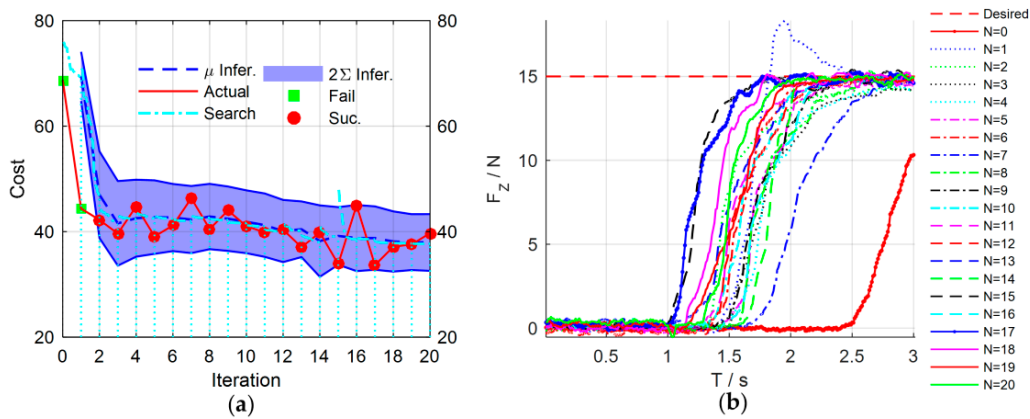 Cost
80
60
40
20
80
60
40
20
μ Infer.
Actual
Search
2Σ Infer.
Fail
Suc.
0 2 4 6 8 10 12 14 16 18 20
Iteration
(a)
F_Z / N
15
10
5
0
0.5 1 1.5 2 2.5 3
T / s
(b)
Desired
N=0
N=1
N=2
N=3
N=4
N=5
N=6
N=7
N=8
N=9
N=10
N=11
N=12
N=13
N=14
N=15
N=16
N=17
N=18
N=19
N=20